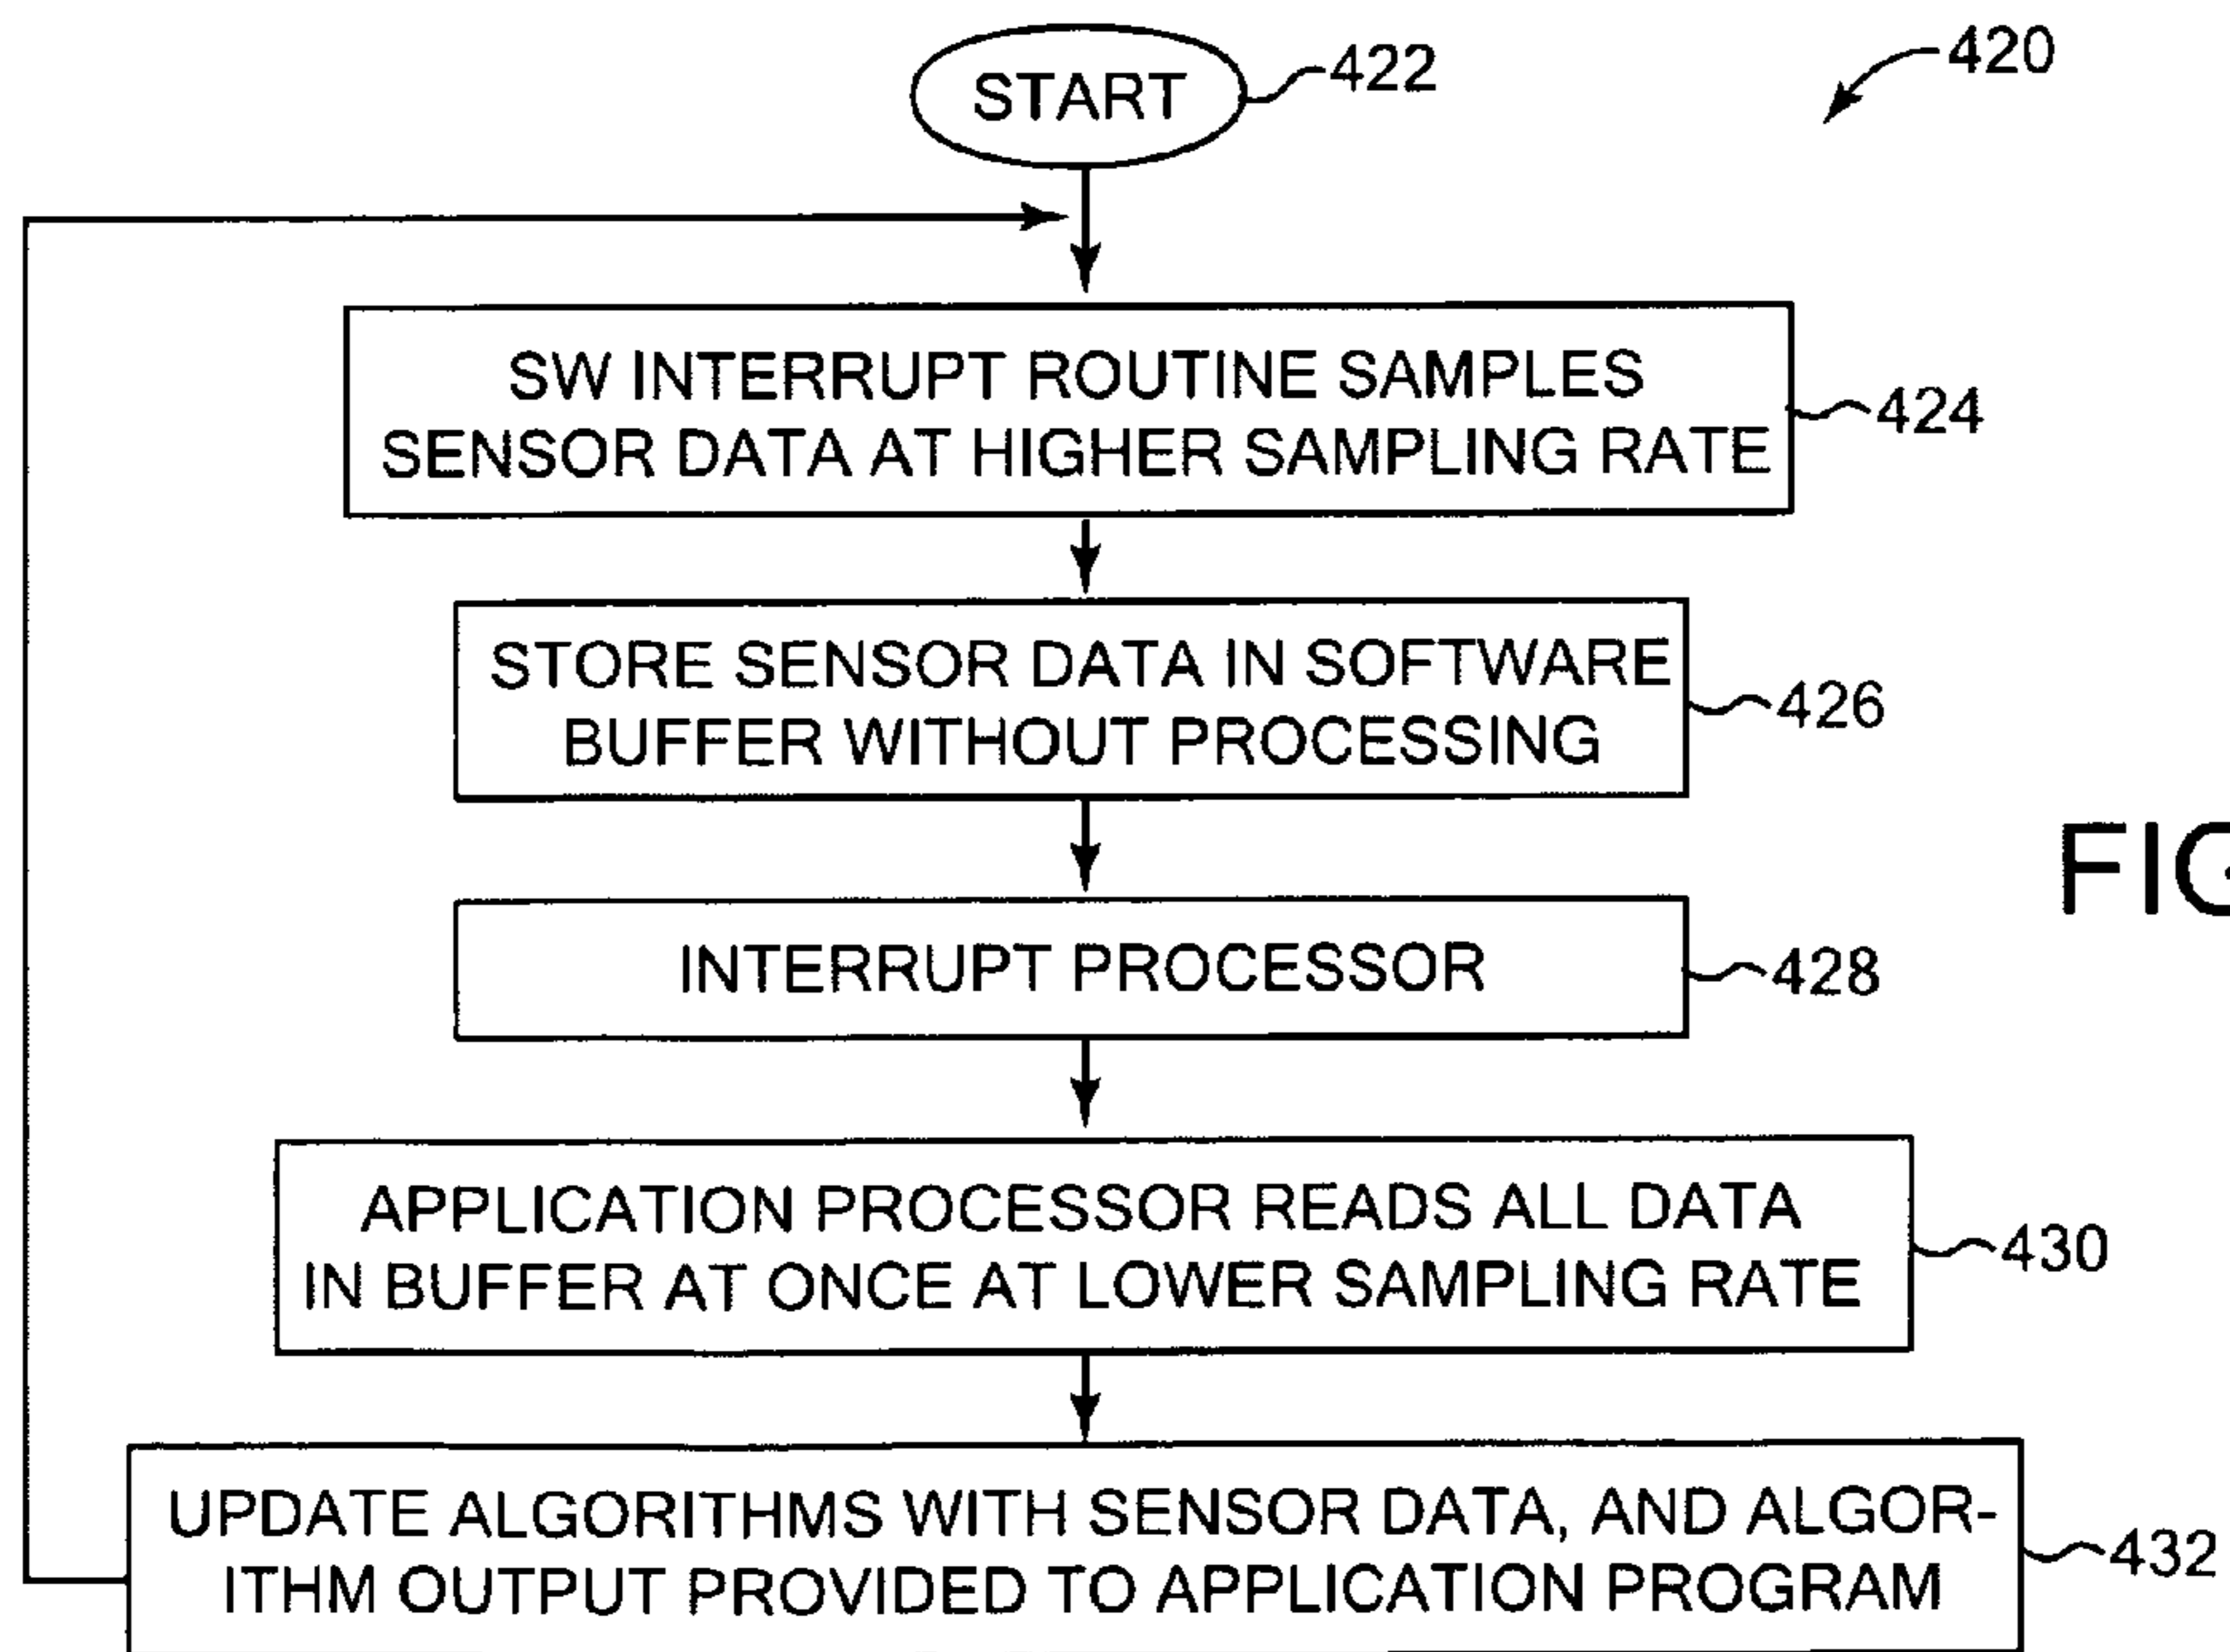 START
422
420
SW INTERRUPT ROUTINE SAMPLES
SENSOR DATA AT HIGHER SAMPLING RATE
424
STORE SENSOR DATA IN SOFTWARE
BUFFER WITHOUT PROCESSING
426
FIG
INTERRUPT PROCESSOR
428
APPLICATION PROCESSOR READS ALL DATA
IN BUFFER AT ONCE AT LOWER SAMPLING RATE
430
UPDATE ALGORITHMS WITH SENSOR DATA, AND ALGOR-
ITHM OUTPUT PROVIDED TO APPLICATION PROGRAM
432